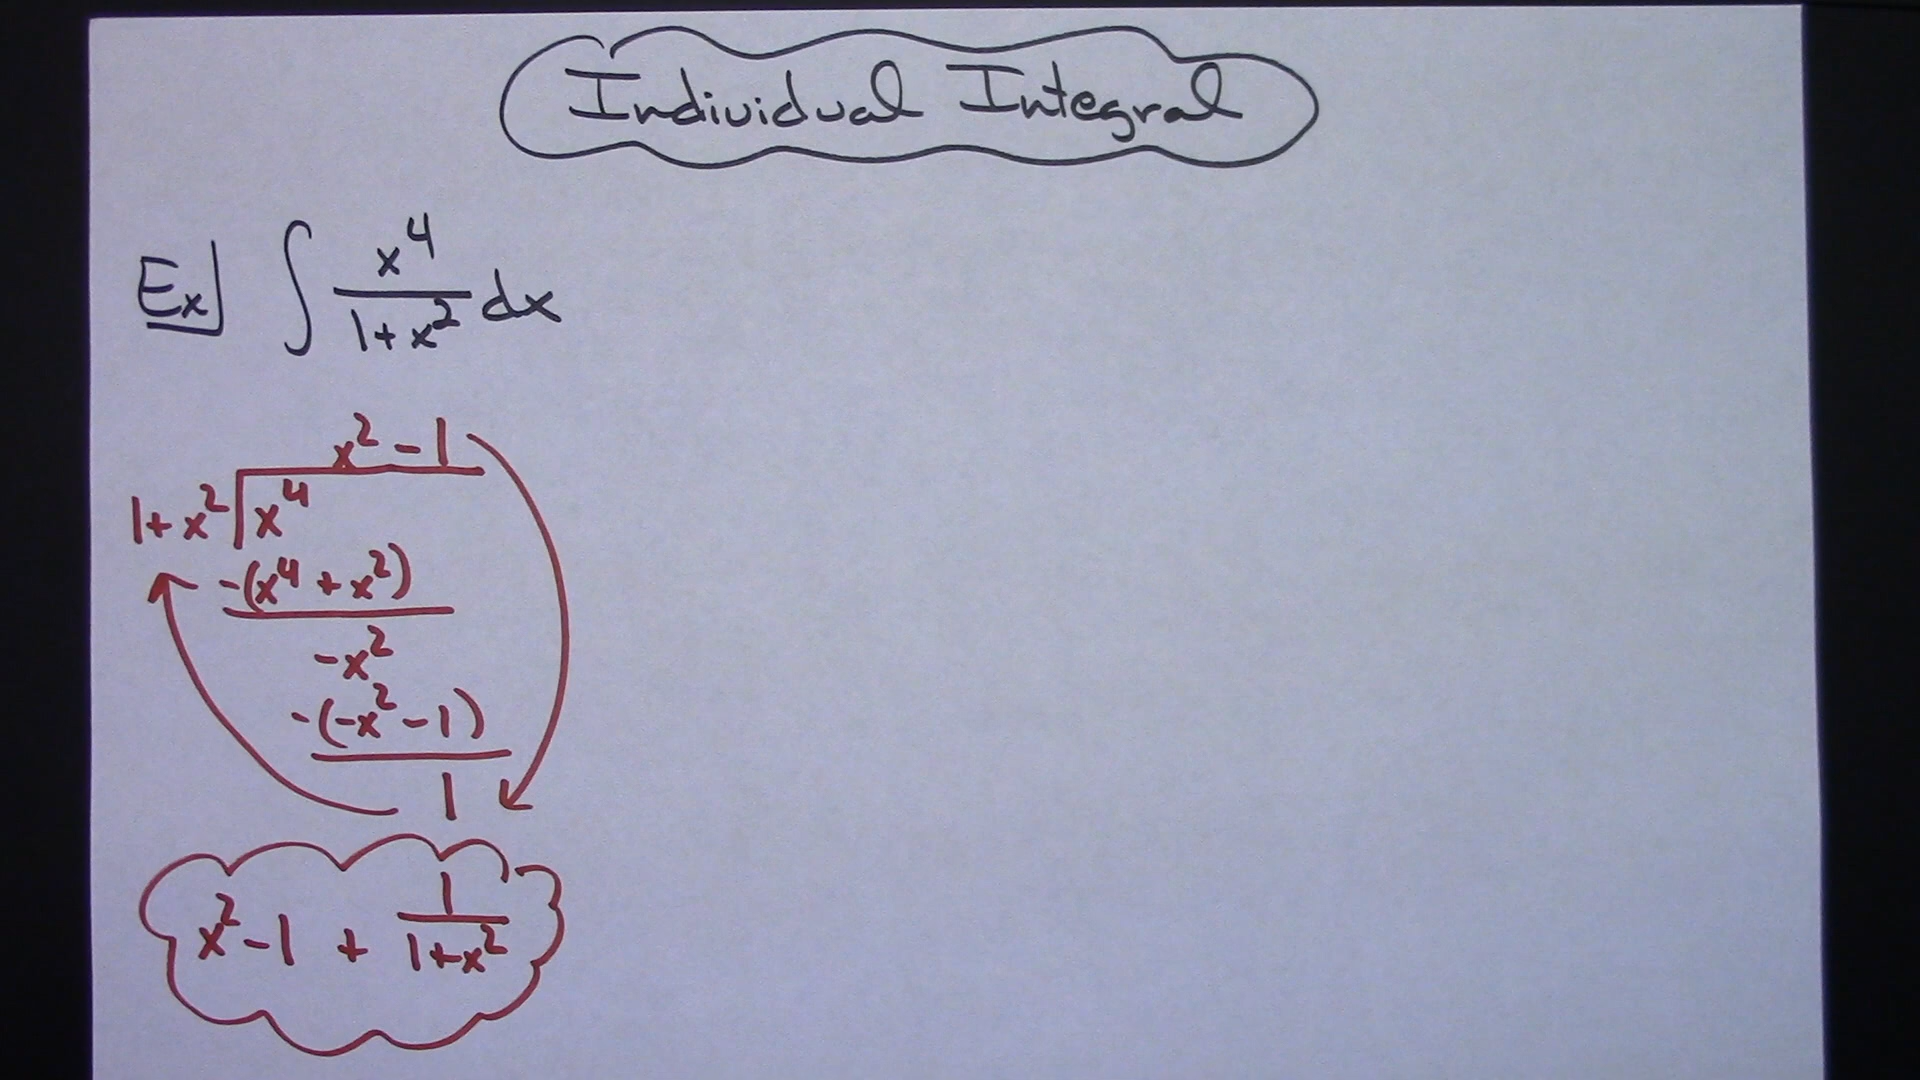 Individual Integral
Ex] ∫ x⁴/(1+x²) dx
x² - 1
1+x² √x⁴
-(x⁴ + x²)
-x²
-(-x² - 1)
1
x² - 1 + 1/(1+x²)